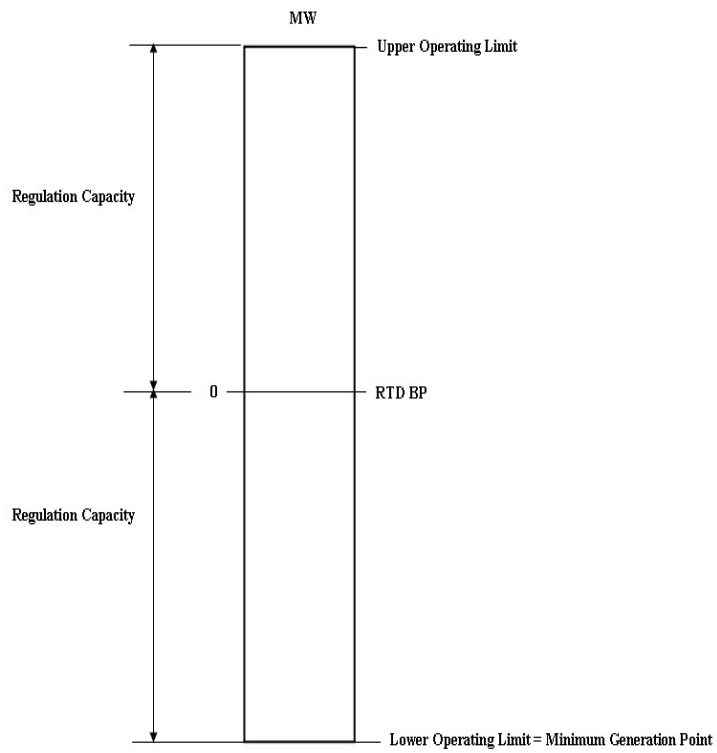 MW
Upper Operating Limit
Regulation Capacity
0
RTD BP
Regulation Capacity
Lower Operating Limit = Minimum Generation Point